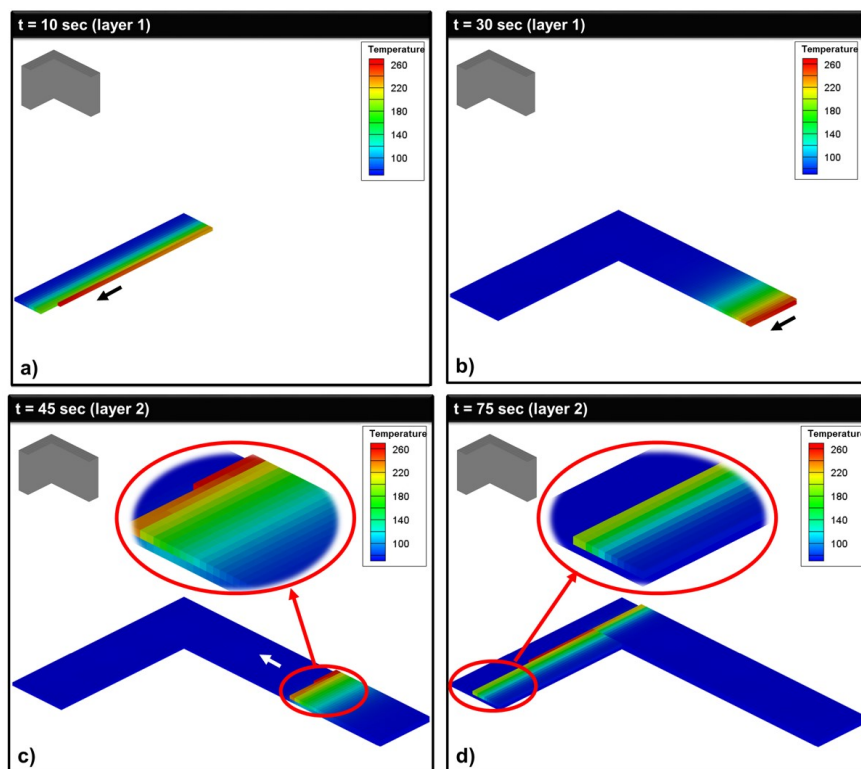 t = 10 sec (layer 1)
Temperature
260
220
180
140
100
a)
t = 30 sec (layer 1)
Temperature
260
220
180
140
100
b)
t = 45 sec (layer 2)
Temperature
260
220
180
140
100
c)
t = 75 sec (layer 2)
Temperature
260
220
180
140
100
d)